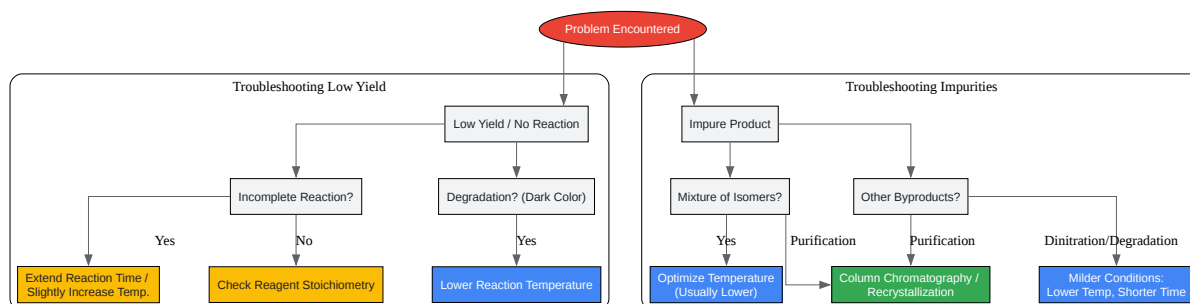 Problem Encountered
Troubleshooting Low Yield
Troubleshooting Impurities
Low Yield / No Reaction
Impure Product
Incomplete Reaction?
Degradation? (Dark Color)
Mixture of Isomers?
Other Byproducts?
Yes
No
Yes
Yes
Purification
Purification
Dinitration/Degradation
Extend Reaction Time /
Slightly Increase Temp.
Check Reagent Stoichiometry
Lower Reaction Temperature
Optimize Temperature
(Usually Lower)
Column Chromatography /
Recrystallization
Milder Conditions:
Lower Temp, Shorter Time